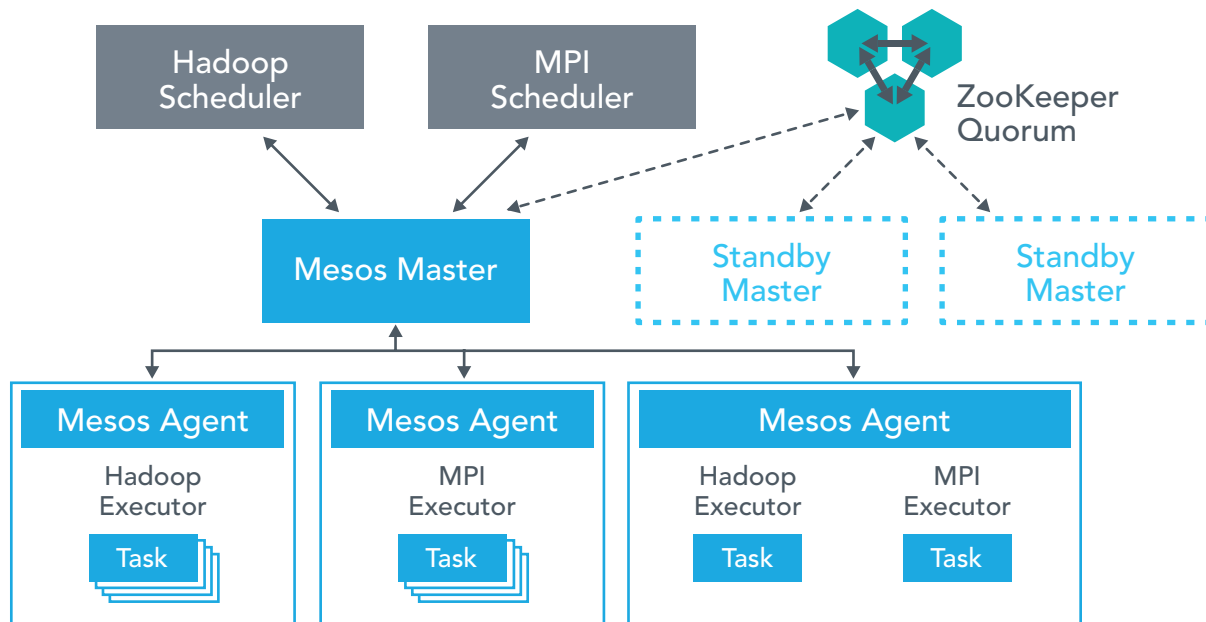 Hadoop
Scheduler
MPI
Scheduler
ZooKeeper
Quorum
Mesos Master
Standby
Master
Standby
Master
Mesos Agent
Hadoop
Executor
Task
Mesos Agent
MPI
Executor
Task
Mesos Agent
Hadoop
Executor
Task
MPI
Executor
Task